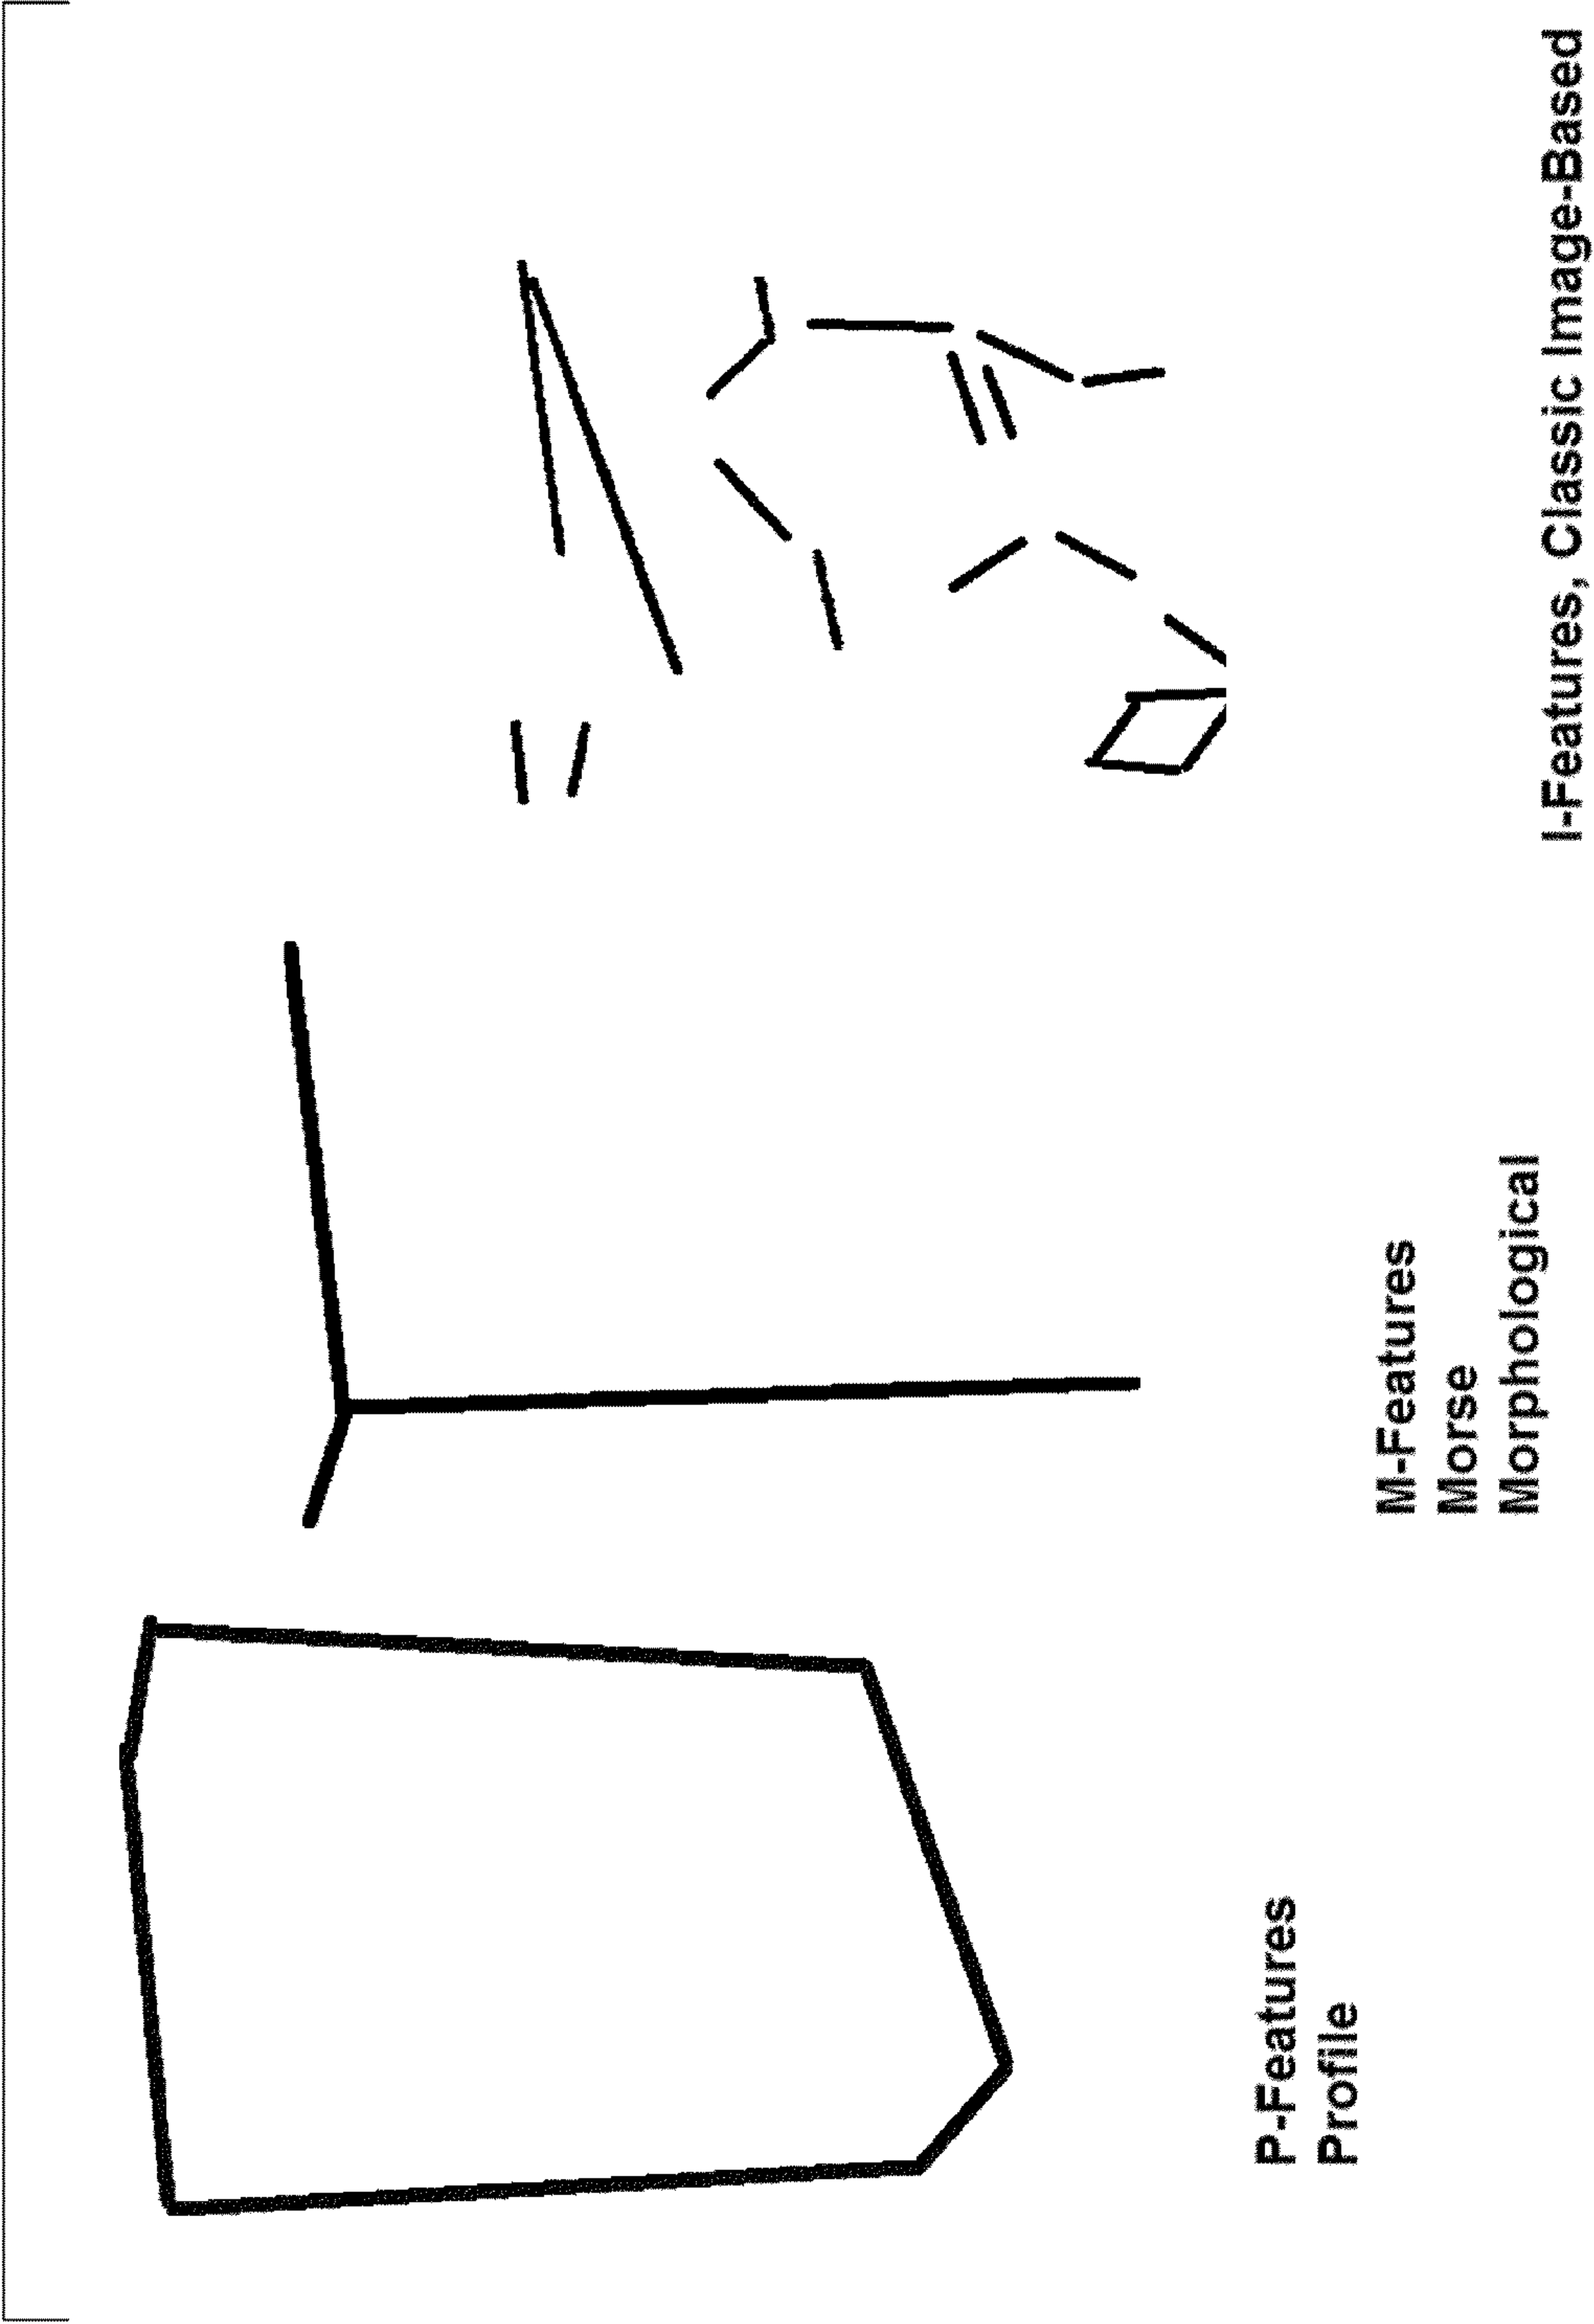 P-Features
Profile
M-Features
Morse
Morphological
I-Features, Classic Image-Based